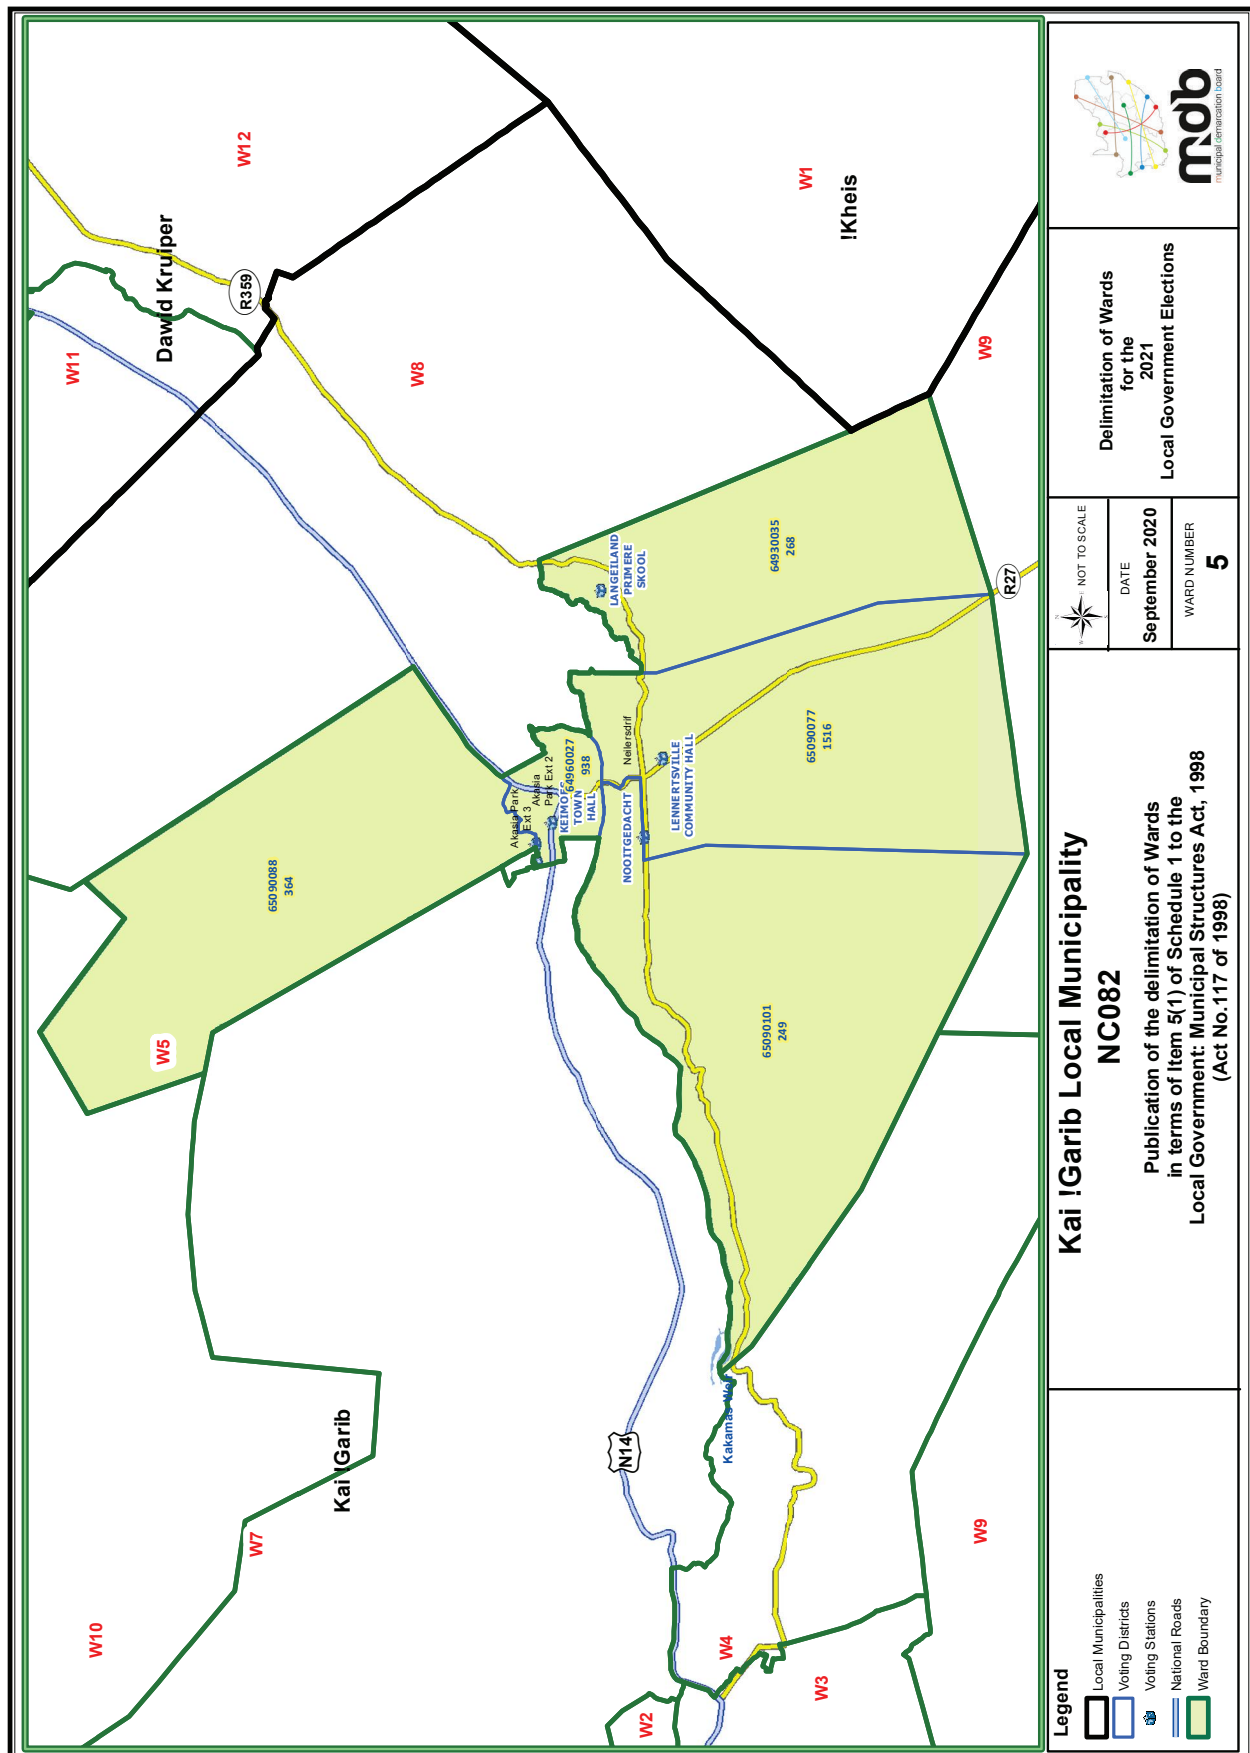 W10
W7
W5
W11
W12
Dawid Kruiper
R359
W8
W1
!Kheis
W9
Kai !Garib
65090088
364
Akasia Park
Ext 3
Akasia
Park Ext 2
TOWN
HALL
64960027
938
Neilersdrif
NOOITGEDACHT
LENNERTSVILLE
COMMUNITY HALL
LANGEILAND
PRIMERE
SKOOL
64930035
268
65090077
1516
65090101
249
R27
N14
Kakamas
W2
W4
W3
W9
Legend
Local Municipalities
Voting Districts
Voting Stations
National Roads
Ward Boundary
Kai !Garib Local Municipality
NC082
Publication of the delimitation of Wards
in terms of Item 5(1) of Schedule 1 to the
Local Government: Municipal Structures Act, 1998
(Act No.117 of 1998)
N
W
E
S
NOT TO SCALE
DATE
September 2020
WARD NUMBER
5
Delimitation of Wards
for the
2021
Local Government Elections
mdb
municipal demarcation board